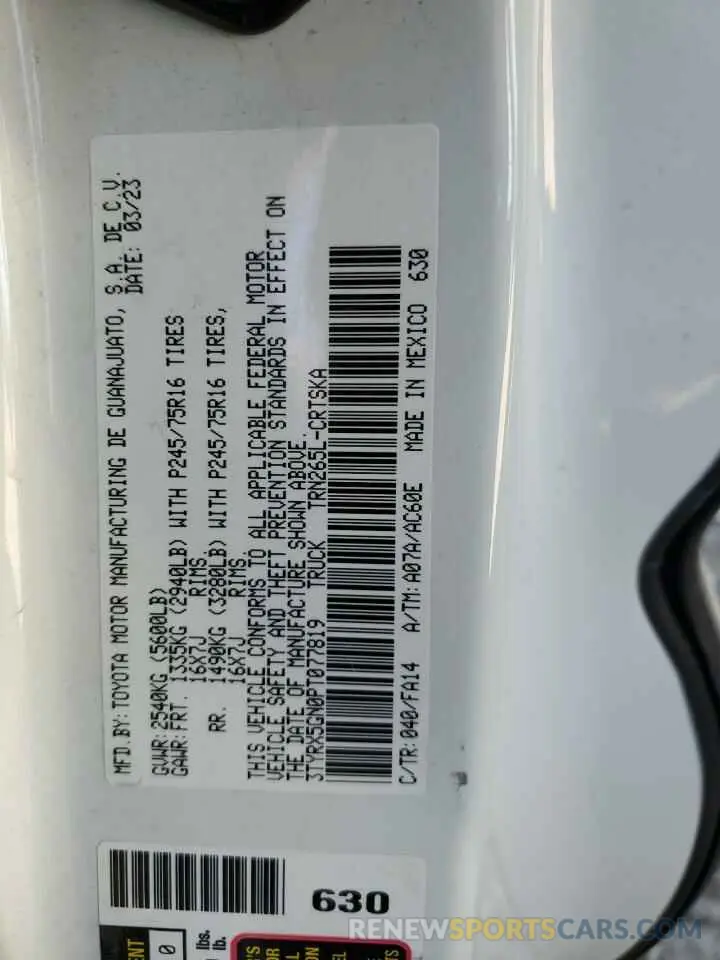 MFD.BY: TOYOTA MOTOR MANUFACTURING DE GUANAJUATO, S.A. DE C.V.
DATE: 03/23
GVWR: 2540KG (5600LB)
GAWR: FRT. 1335KG (2940LB) WITH P245/75R16 TIRES
16X7J RIMS,
RR. 1490KG (3280LB) WITH P245/75R16 TIRES,
16X7J RIMS
THIS VEHICLE CONFORMS TO ALL APPLICABLE FEDERAL MOTOR
VEHICLE SAFETY AND THEFT PREVENTION STANDARDS IN EFFECT ON
THE DATE OF MANUFACTURE SHOWN ABOVE.
3TYRX5GN0PT077819 TRUCK TRN265L-CRTSKA
C/TR: 040/FA14 A/TM: A07A/AC60E MADE IN MEXICO 630
630
0
lbs.
lb.
RENEWSPORTSCARS.COM